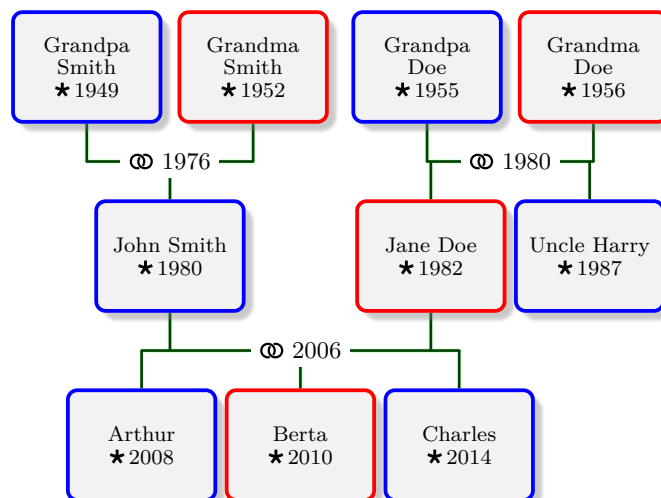 Grandpa
Smith
★ 1949
Grandma
Smith
★ 1952
Grandpa
Doe
★ 1955
Grandma
Doe
★ 1956
⚭ 1976
⚭ 1980
John Smith
★ 1980
Jane Doe
★ 1982
Uncle Harry
★ 1987
⚭ 2006
Arthur
★ 2008
Berta
★ 2010
Charles
★ 2014